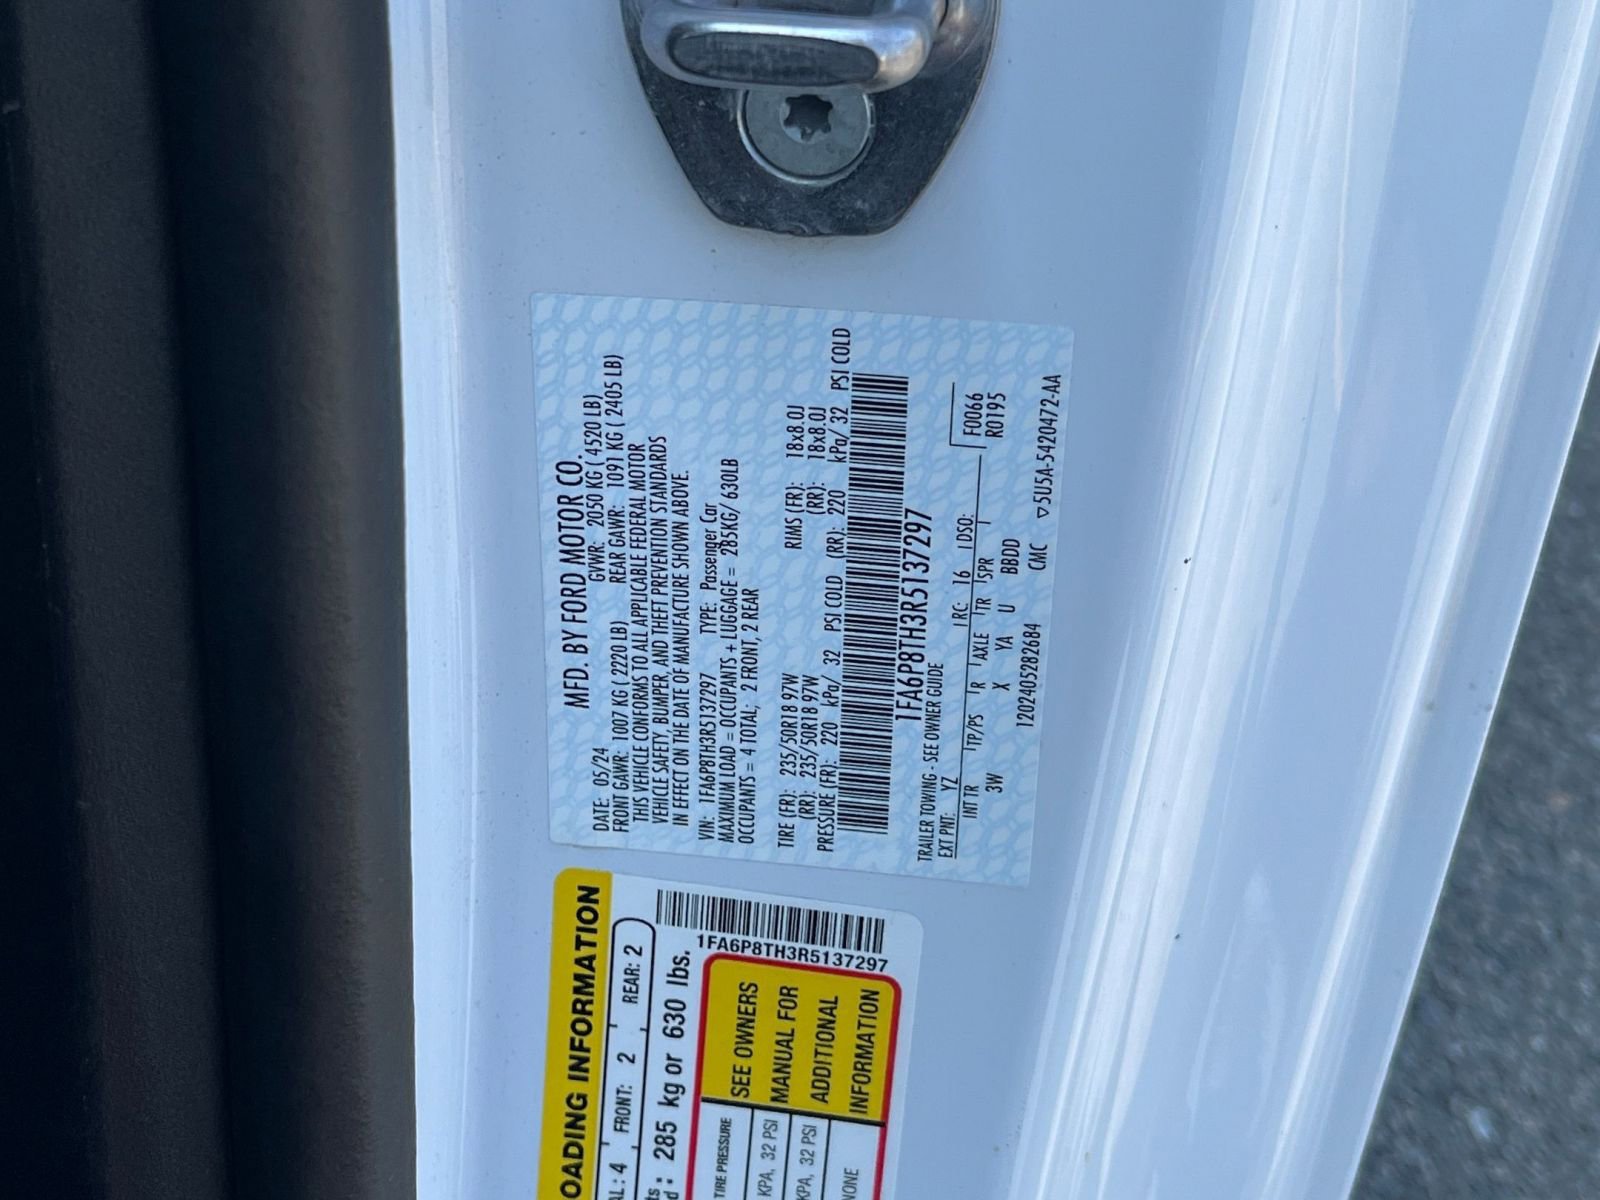 MFD. BY FORD MOTOR CO.
DATE: 05/24 GVWR: 2050 KG ( 4520 LB)
FRONT GAWR: 1007 KG ( 2220 LB) REAR GAWR: 1091 KG ( 2405 LB)
THIS VEHICLE CONFORMS TO ALL APPLICABLE FEDERAL MOTOR
VEHICLE SAFETY, BUMPER, AND THEFT PREVENTION STANDARDS
IN EFFECT ON THE DATE OF MANUFACTURE SHOWN ABOVE.
VIN: 1FA6P8TH3R5137297 TYPE: Passenger Car
MAXIMUM LOAD = OCCUPANTS + LUGGAGE = 285KG/ 630LB
OCCUPANTS = 4 TOTAL; 2 FRONT, 2 REAR
TIRE (FR): 235/50R18 97W RIMS (FR): 18x8.0J
(RR): 235/50R18 97W (RR): 18x8.0J
PRESSURE (FR): 220 kPa/ 32 PSI COLD (RR): 220 kPa/ 32 PSI COLD
1FA6P8TH3R5137297
TRAILER TOWING - SEE OWNER GUIDE
EXT PNT: YZ RC: 16 DSO: F0066
INT TR TP/PS R AXLE TR SPR R0195
3W X YA U BBDD
1202405282684 CMC ▽5U5A-5420472-AA
OADING INFORMATION
AL: 4 FRONT: 2 REAR: 2
285 kg or 630 lbs.
1FA6P8TH3R5137297
TIRE PRESSURE
KPA, 32 PSI
KPA, 32 PSI
NONE
SEE OWNERS
MANUAL FOR
ADDITIONAL
INFORMATION